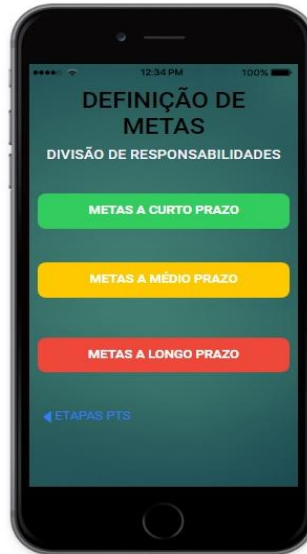 12:34 PM
100%
DEFINIÇÃO DE
METAS
DIVISÃO DE RESPONSABILIDADES
METAS A CURTO PRAZO
METAS A MÉDIO PRAZO
METAS A LONGO PRAZO
ETAPAS PTS